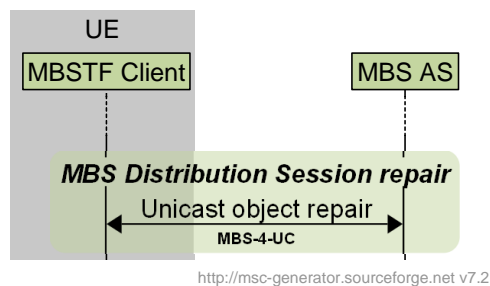 UE
MBSTF Client
MBS AS
MBS Distribution Session repair
Unicast object repair
MBS-4-UC
http://msc-generator.sourceforge.net v7.2